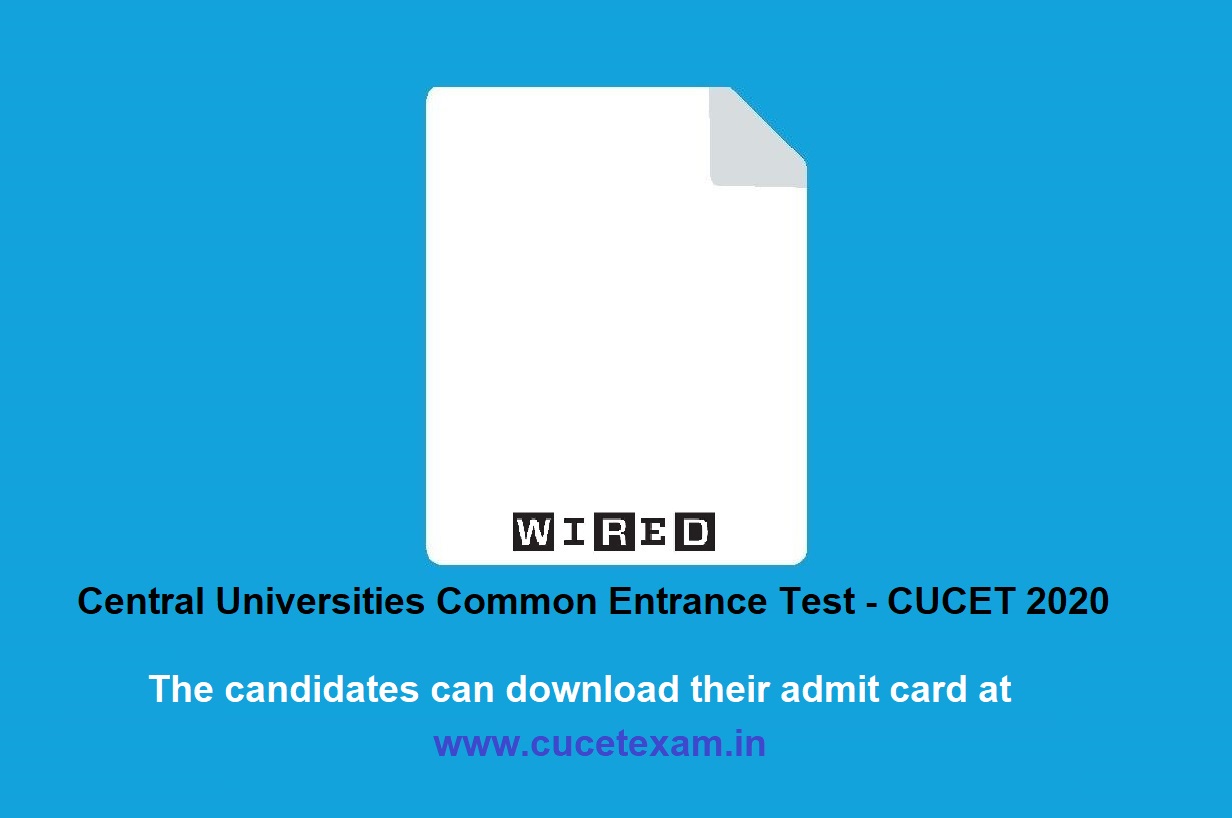 WIRED
Central Universities Common Entrance Test - CUCET 2020
The candidates can download their admit card at
www.cucetexam.in